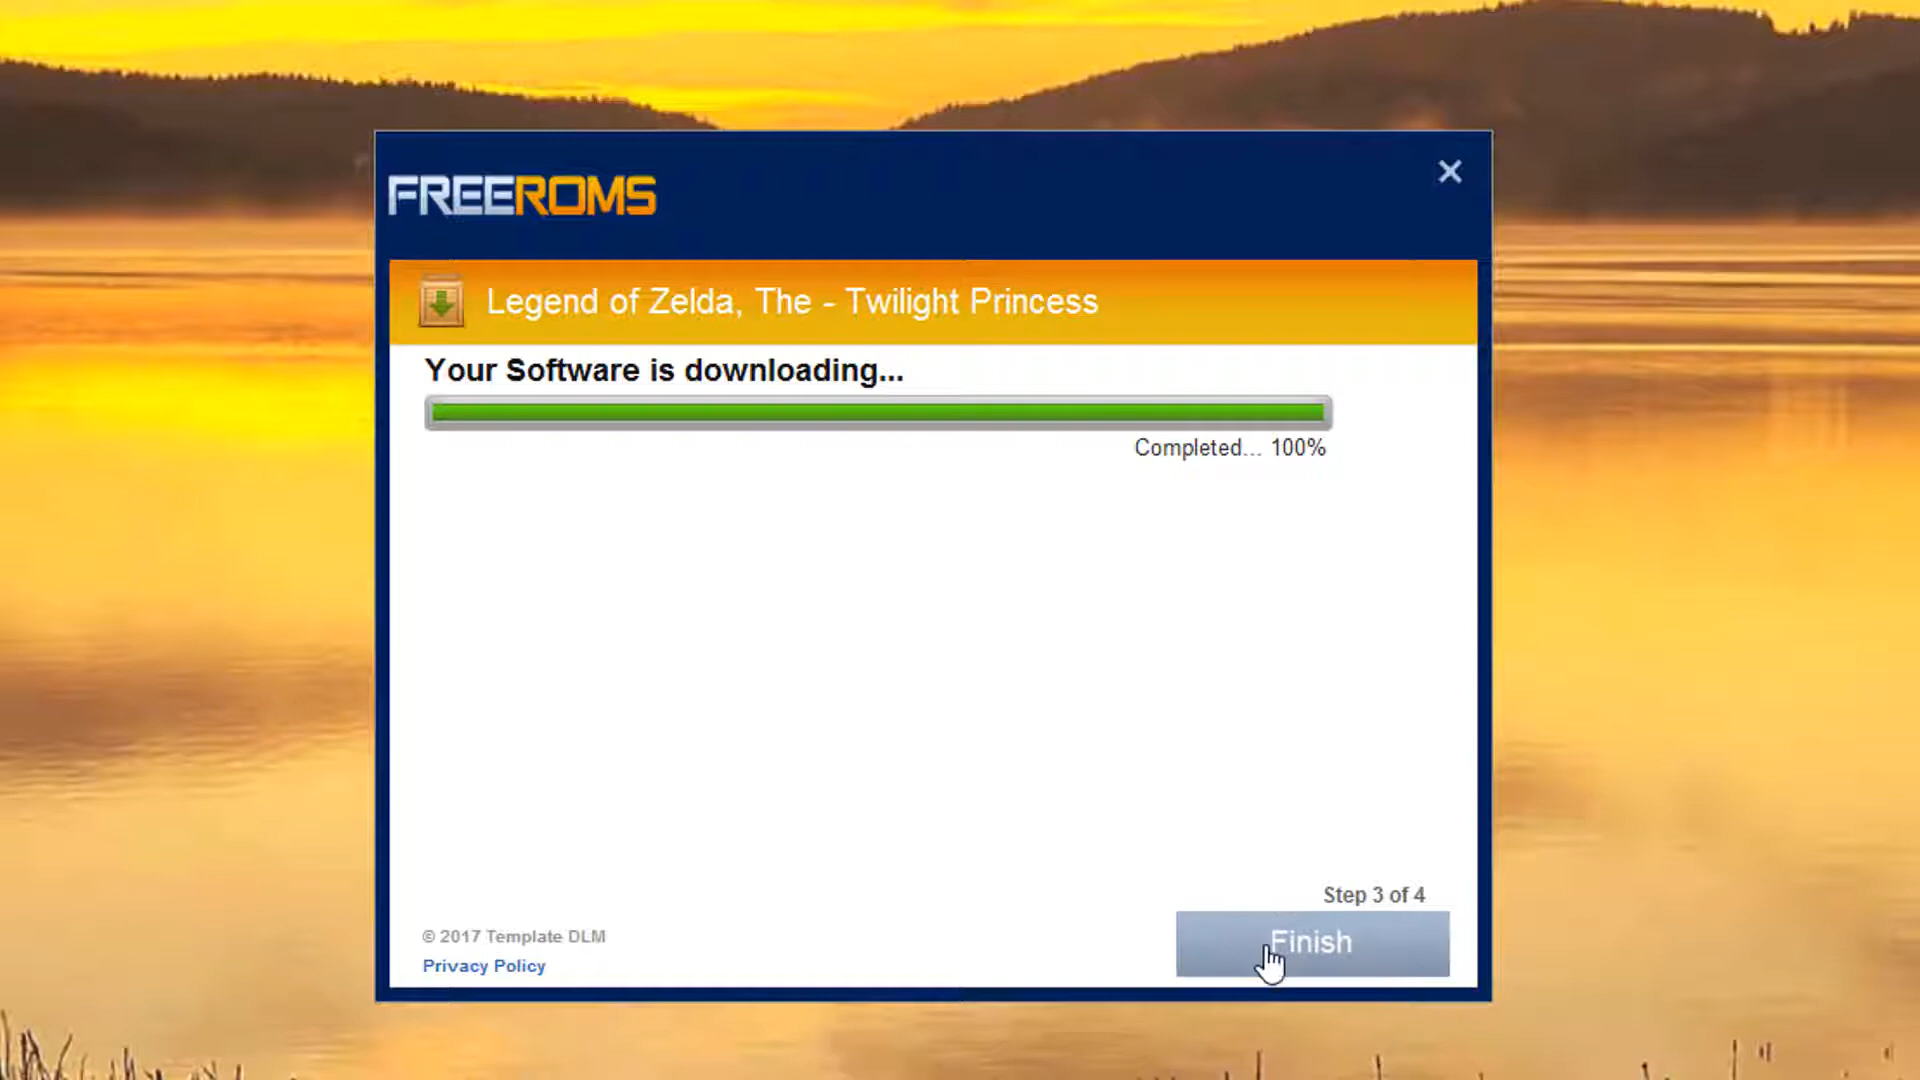 FREEROMS
Legend of Zelda, The - Twilight Princess
Your Software is downloading...
Completed... 100%
Step 3 of 4
Finish
© 2017 Template DLM
Privacy Policy